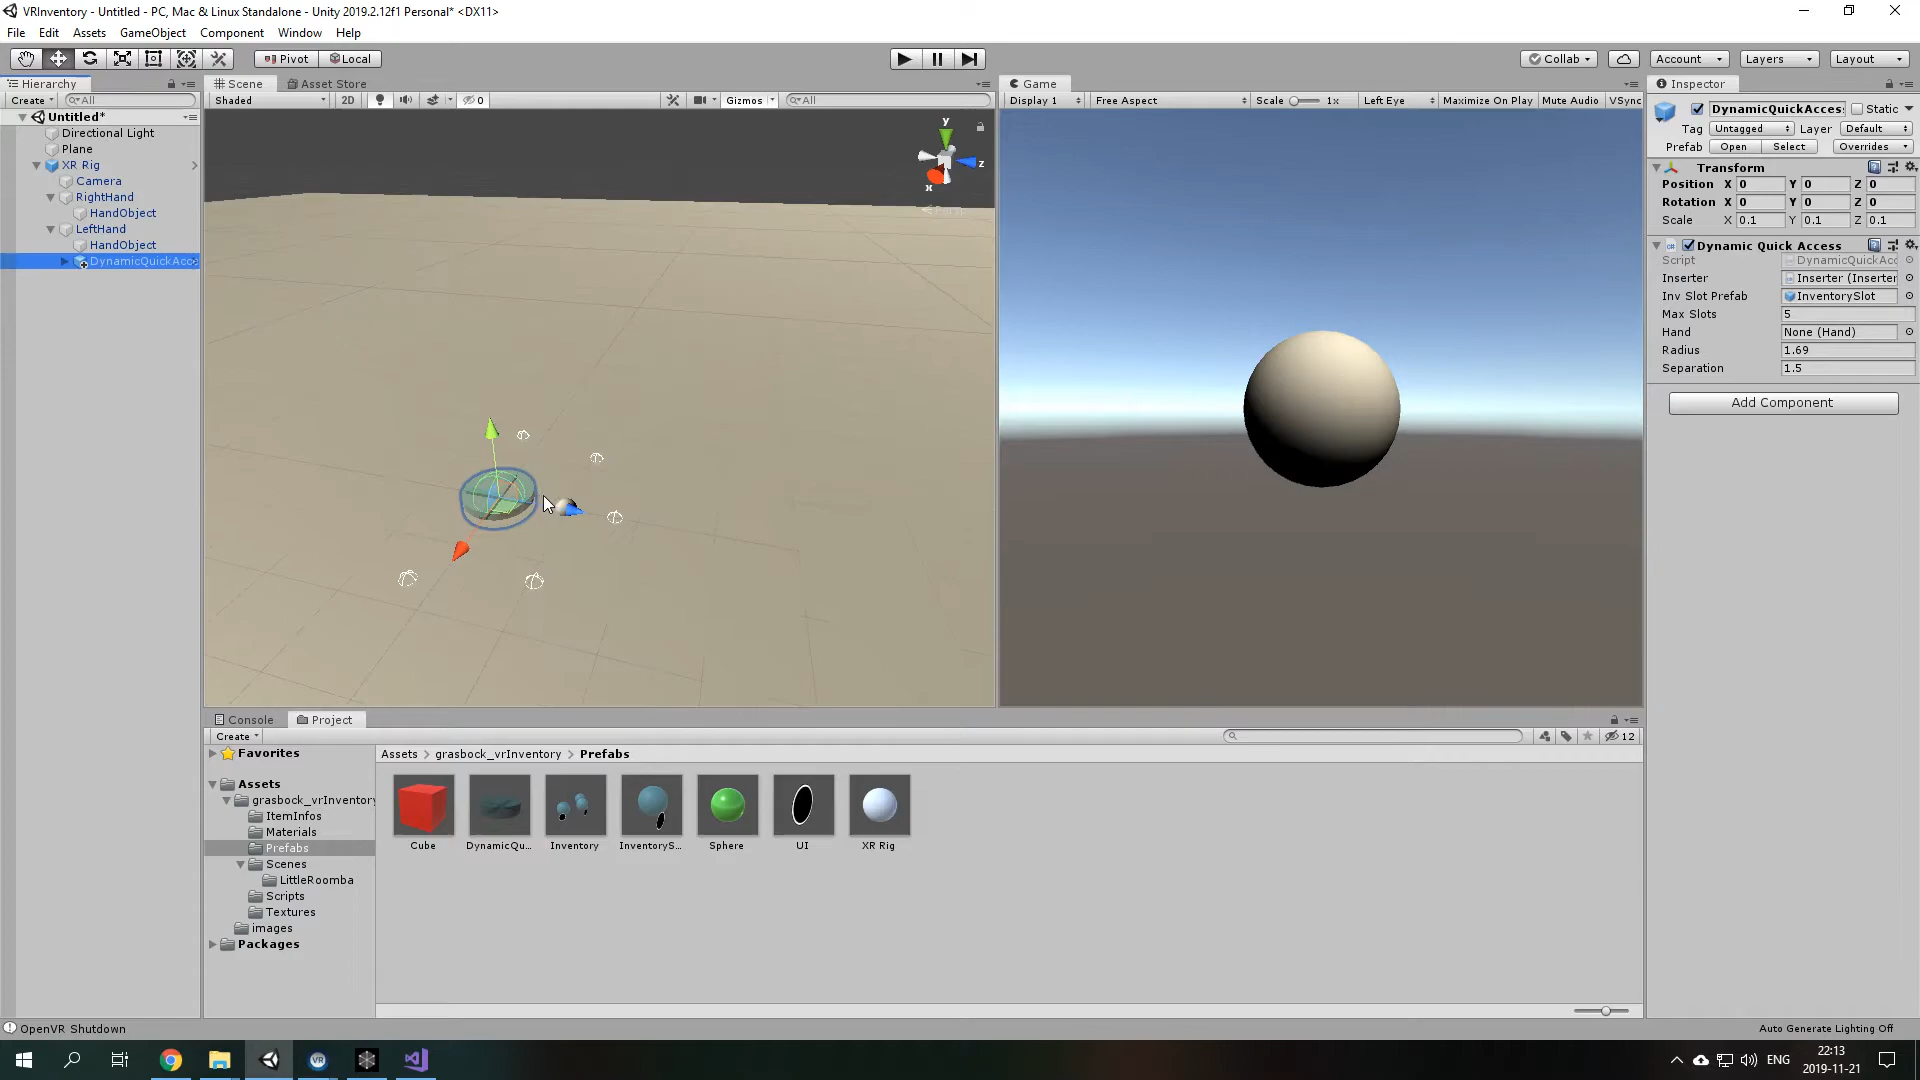 VRInventory - Untitled - PC, Mac & Linux Standalone - Unity 2019.2.12f1 Personal* <DX11>
File Edit Assets GameObject Component Window Help
Pivot Local Collab Account Layers Layout
Hierarchy Scene Asset Store Game Inspector
Create All Shaded 2D 0 Gizmos All Display 1 Free Aspect Scale 1x Left Eye Maximize On Play Mute Audio VSync
Untitled*
Directional Light
Plane
XR Rig
Camera
RightHand
HandObject
LeftHand
HandObject
DynamicQuickAcce
y
z
x
DynamicQuickAcces Static
Tag Untagged Layer Default
Prefab Open Select Overrides
Transform
Position X 0 Y 0 Z 0
Rotation X 0 Y 0 Z 0
Scale X 0.1 Y 0.1 Z 0.1
Dynamic Quick Access
Script DynamicQuickAcc
Inserter Inserter (Inserter
Inv Slot Prefab InventorySlot
Max Slots 5
Hand None (Hand)
Radius 1.69
Separation 1.5
Add Component
Console Project
Create 12
Favorites
Assets
grasbock_vrInventory
ItemInfos
Materials
Prefabs
Scenes
LittleRoomba
Scripts
Textures
images
Packages
Assets > grasbock_vrInventory > Prefabs
Cube DynamicQu... Inventory InventoryS... Sphere UI XR Rig
OpenVR Shutdown Auto Generate Lighting Off
VR ENG 22:13
2019-11-21